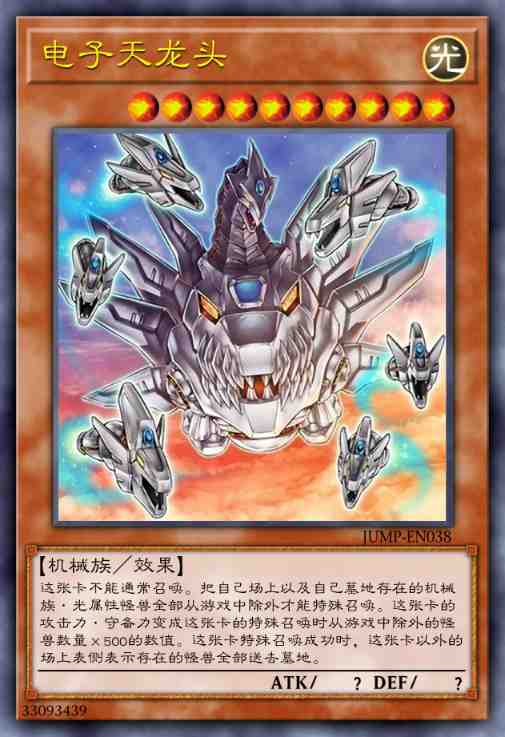 电子天龙头
光
JUMP-EN038
【机械族／效果】
这张卡不能通常召唤。把自己场上以及自己墓地存在的机械
族·光属性怪兽全部从游戏中除外才能特殊召唤。这张卡的
攻击力·守备力变成这张卡的特殊召唤时从游戏中除外的怪
兽数量×500的数值。这张卡特殊召唤成功时，这张卡以外的
场上表侧表示存在的怪兽全部送去墓地。
ATK/ ? DEF/ ?
33093439